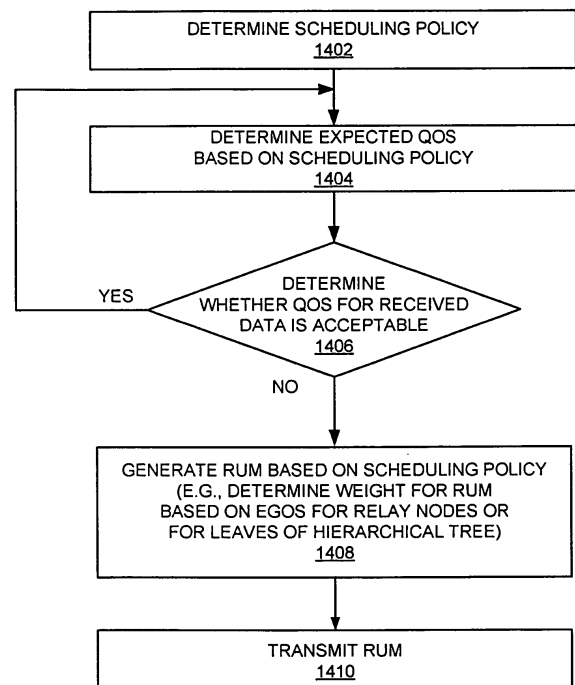 DETERMINE SCHEDULING POLICY
1402
DETERMINE EXPECTED QOS
BASED ON SCHEDULING POLICY
1404
YES
DETERMINE
WHETHER QOS FOR RECEIVED
DATA IS ACCEPTABLE
1406
NO
GENERATE RUM BASED ON SCHEDULING POLICY
(E.G., DETERMINE WEIGHT FOR RUM
BASED ON EGOS FOR RELAY NODES OR
FOR LEAVES OF HIERARCHICAL TREE)
1408
TRANSMIT RUM
1410